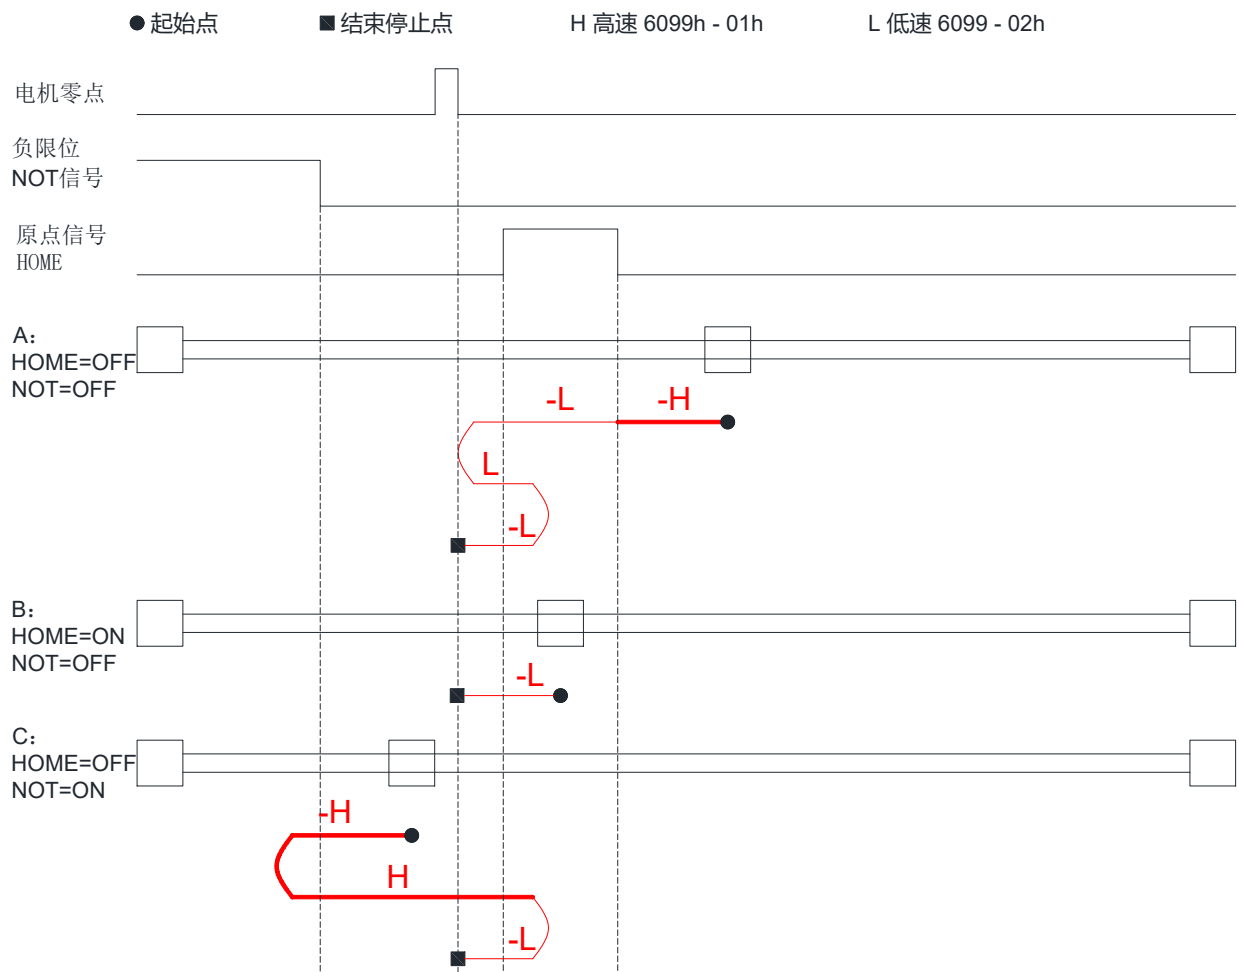 起始点 结束停止点 H 高速 6099h - 01h L 低速 6099 - 02h
电机零点
负限位
NOT信号
原点信号
HOME
A:
HOME=OFF
NOT=OFF
-L -H
L
-L
B:
HOME=ON
NOT=OFF
-L
C:
HOME=OFF
NOT=ON
-H
H
-L